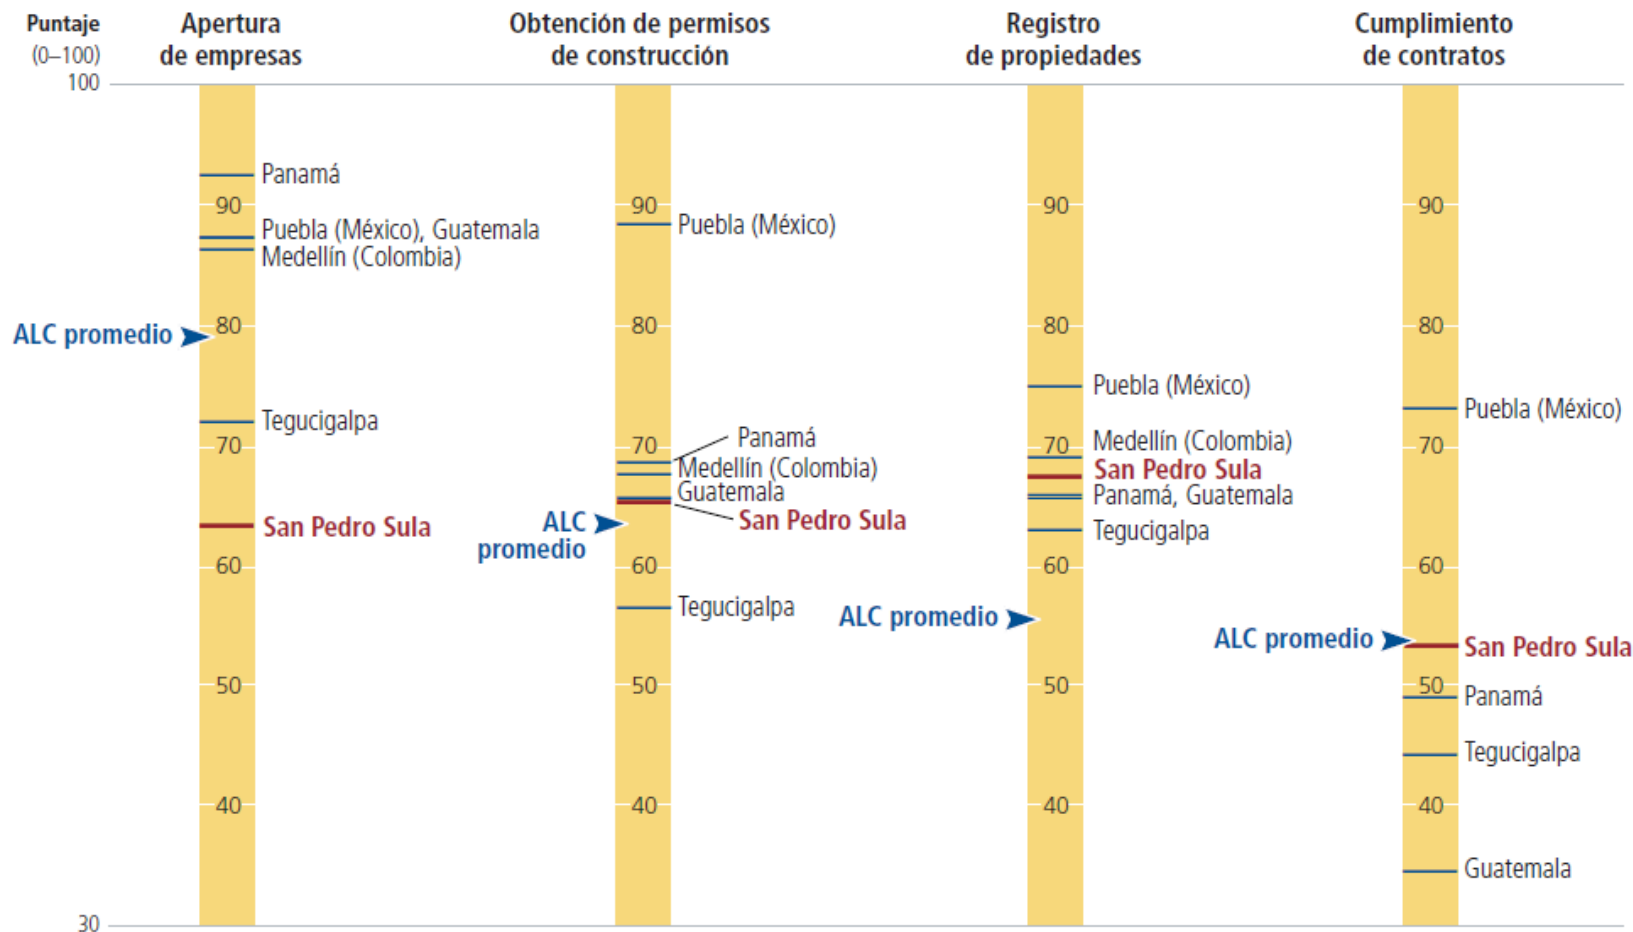 Puntaje
(0–100)
100
30
Apertura
de empresas
Panamá
90
Puebla (México), Guatemala
Medellín (Colombia)
ALC promedio
80
Tegucigalpa
70
San Pedro Sula
60
50
40
Obtención de permisos
de construcción
90
Puebla (México)
80
Panamá
70
Medellín (Colombia)
Guatemala
San Pedro Sula
ALC
promedio
60
Tegucigalpa
50
40
Registro
de propiedades
90
80
Puebla (México)
Medellín (Colombia)
70
San Pedro Sula
Panamá, Guatemala
Tegucigalpa
60
ALC promedio
50
40
Cumplimiento
de contratos
90
80
Puebla (México)
70
60
ALC promedio
San Pedro Sula
50
Panamá
Tegucigalpa
40
Guatemala